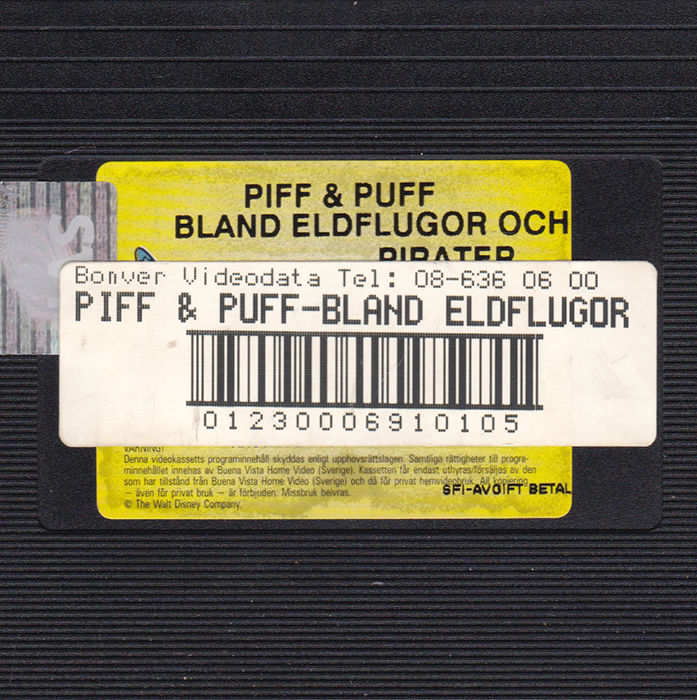 PIFF & PUFF
BLAND ELDFLUGOR OCH
PIRATER
Bonver Videodata Tel: 08-636 06 00
PIFF & PUFF-BLAND ELDFLUGOR
01230006910105
VARNING!
Denna videokassetts programinnehåll skyddas enligt upphovsrättslagen. Samtliga rättigheter till progra-
minnehållet innehas av Buena Vista Home Video (Sverige). Kassetten får endast uthyras/försäljas av den
som har tillstånd från Buena Vista Home Video (Sverige) och då för privat hemvideobruk. All kopiering
– även för privat bruk – är förbjuden. Missbruk beivras.
SFI-AVGIFT BETAL
© The Walt Disney Company.